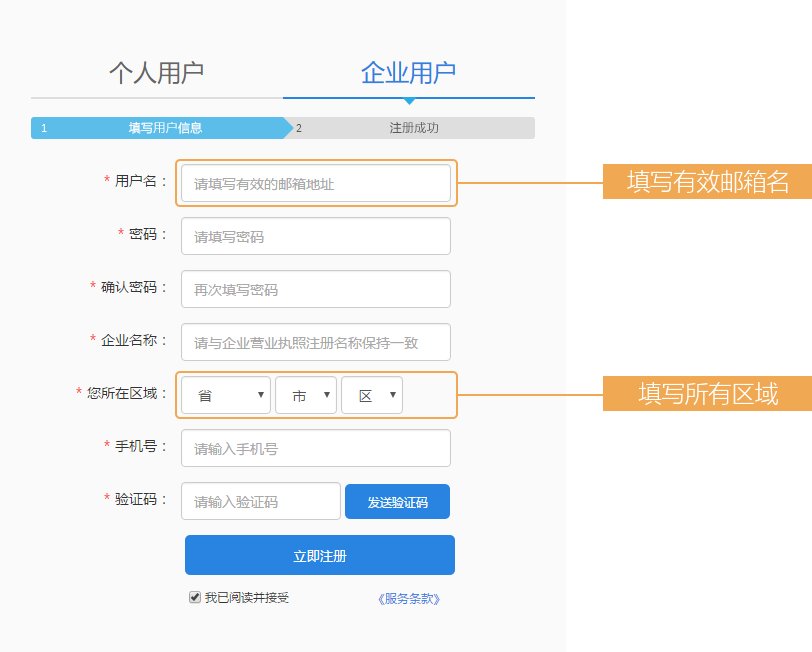 个人用户 企业用户
1 填写用户信息 2 注册成功
* 用户名： 请填写有效的邮箱地址 填写有效邮箱名
* 密码： 请填写密码
* 确认密码： 再次填写密码
* 企业名称： 请与企业营业执照注册名称保持一致
* 您所在区域： 省 市 区 填写所有区域
* 手机号： 请输入手机号
* 验证码： 请输入验证码 发送验证码
立即注册
我已阅读并接受 《服务条款》